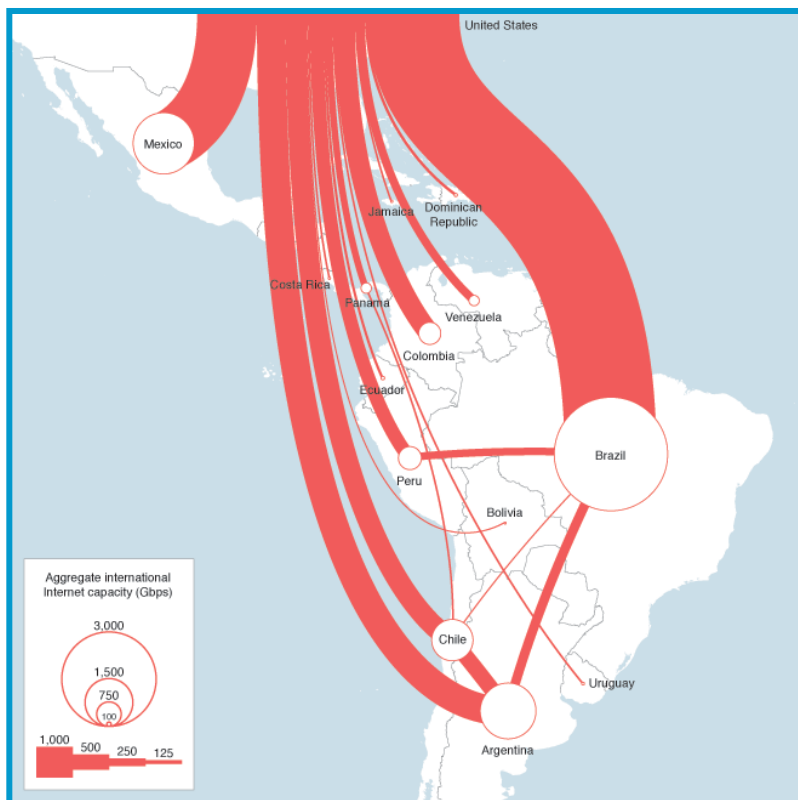 United States
Mexico
Jamaica
Dominican
Republic
Costa Rica
Panama
Venezuela
Colombia
Ecuador
Brazil
Peru
Bolivia
Aggregate international
Internet capacity (Gbps)
3,000
1,500
750
100
1,000
500
250
125
Chile
Uruguay
Argentina